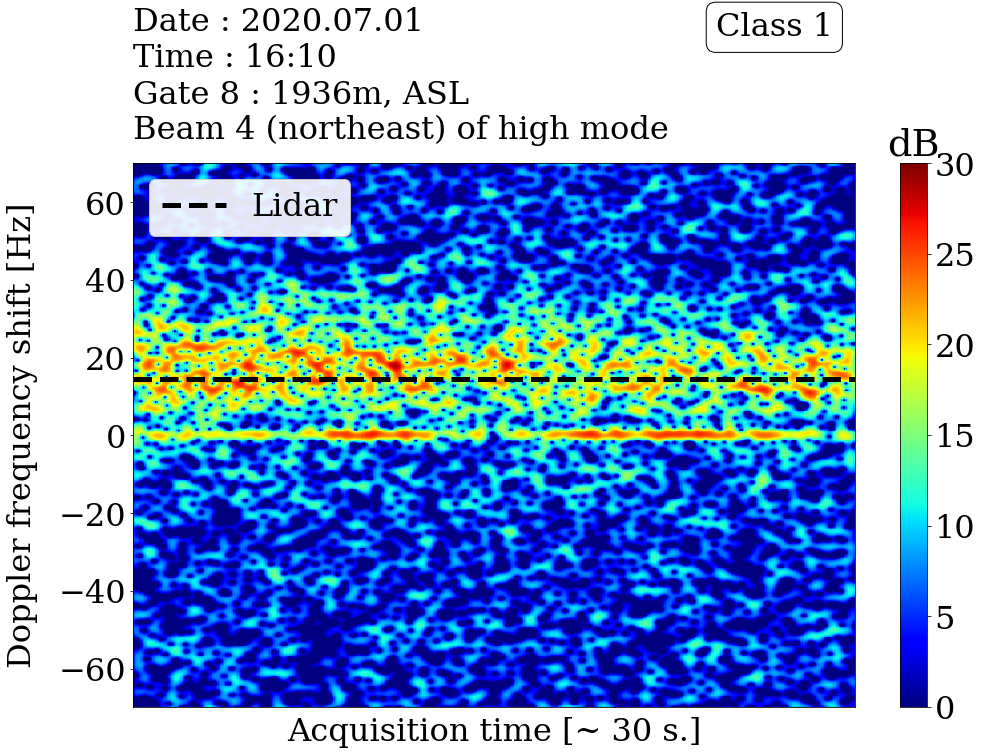 Date : 2020.07.01
Time : 16:10
Gate 8 : 1936m, ASL
Beam 4 (northeast) of high mode
Class 1
dB
Lidar
Doppler frequency shift [Hz]
60
40
20
0
−20
−40
−60
Acquisition time [~ 30 s.]
30
25
20
15
10
5
0